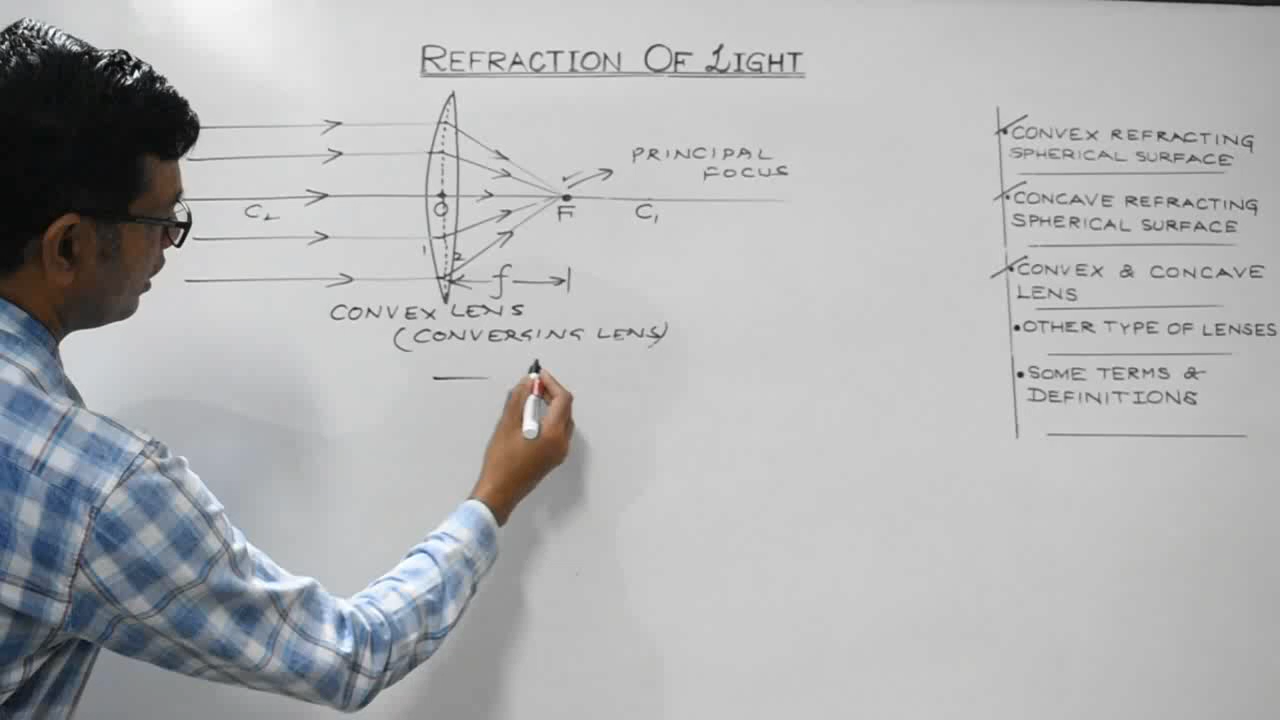 REFRACTION OF LIGHT
PRINCIPAL
FOCUS
C₂
O
F
C₁
1
2
f
CONVEX LENS
(CONVERGING LENS)
• CONVEX REFRACTING
SPHERICAL SURFACE
• CONCAVE REFRACTING
SPHERICAL SURFACE
• CONVEX & CONCAVE
LENS
• OTHER TYPE OF LENSES
• SOME TERMS &
DEFINITIONS